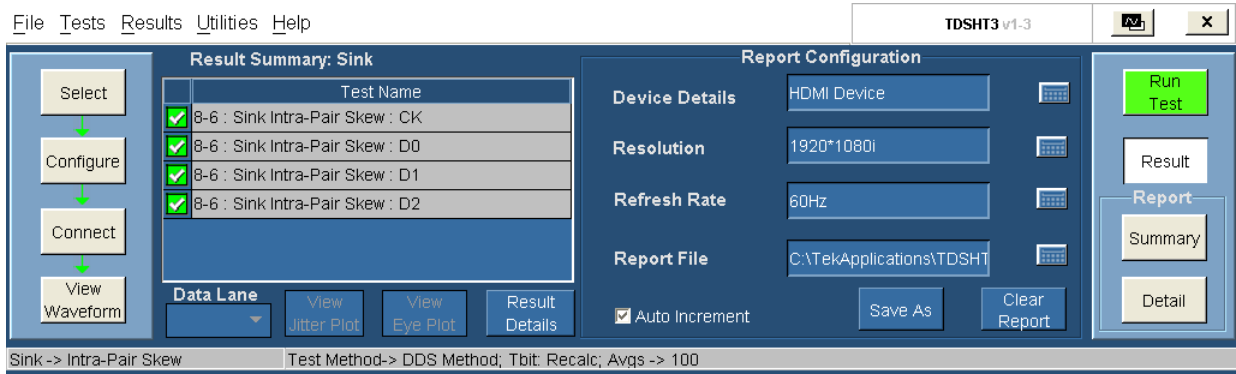 File Tests Results Utilities Help
TDSHT3 v1-3
x
Select
Configure
Connect
View
Waveform
Result Summary: Sink
Test Name
8-6 : Sink Intra-Pair Skew : CK
8-6 : Sink Intra-Pair Skew : D0
8-6 : Sink Intra-Pair Skew : D1
8-6 : Sink Intra-Pair Skew : D2
Data Lane
View
Jitter Plot
View
Eye Plot
Result
Details
Report Configuration
Device Details
HDMI Device
Resolution
1920*1080i
Refresh Rate
60Hz
Report File
C:\TekApplications\TDSHT
Auto Increment
Save As
Clear
Report
Run
Test
Result
Report
Summary
Detail
Sink -> Intra-Pair Skew
Test Method-> DDS Method; Tbit: Recalc; Avgs -> 100